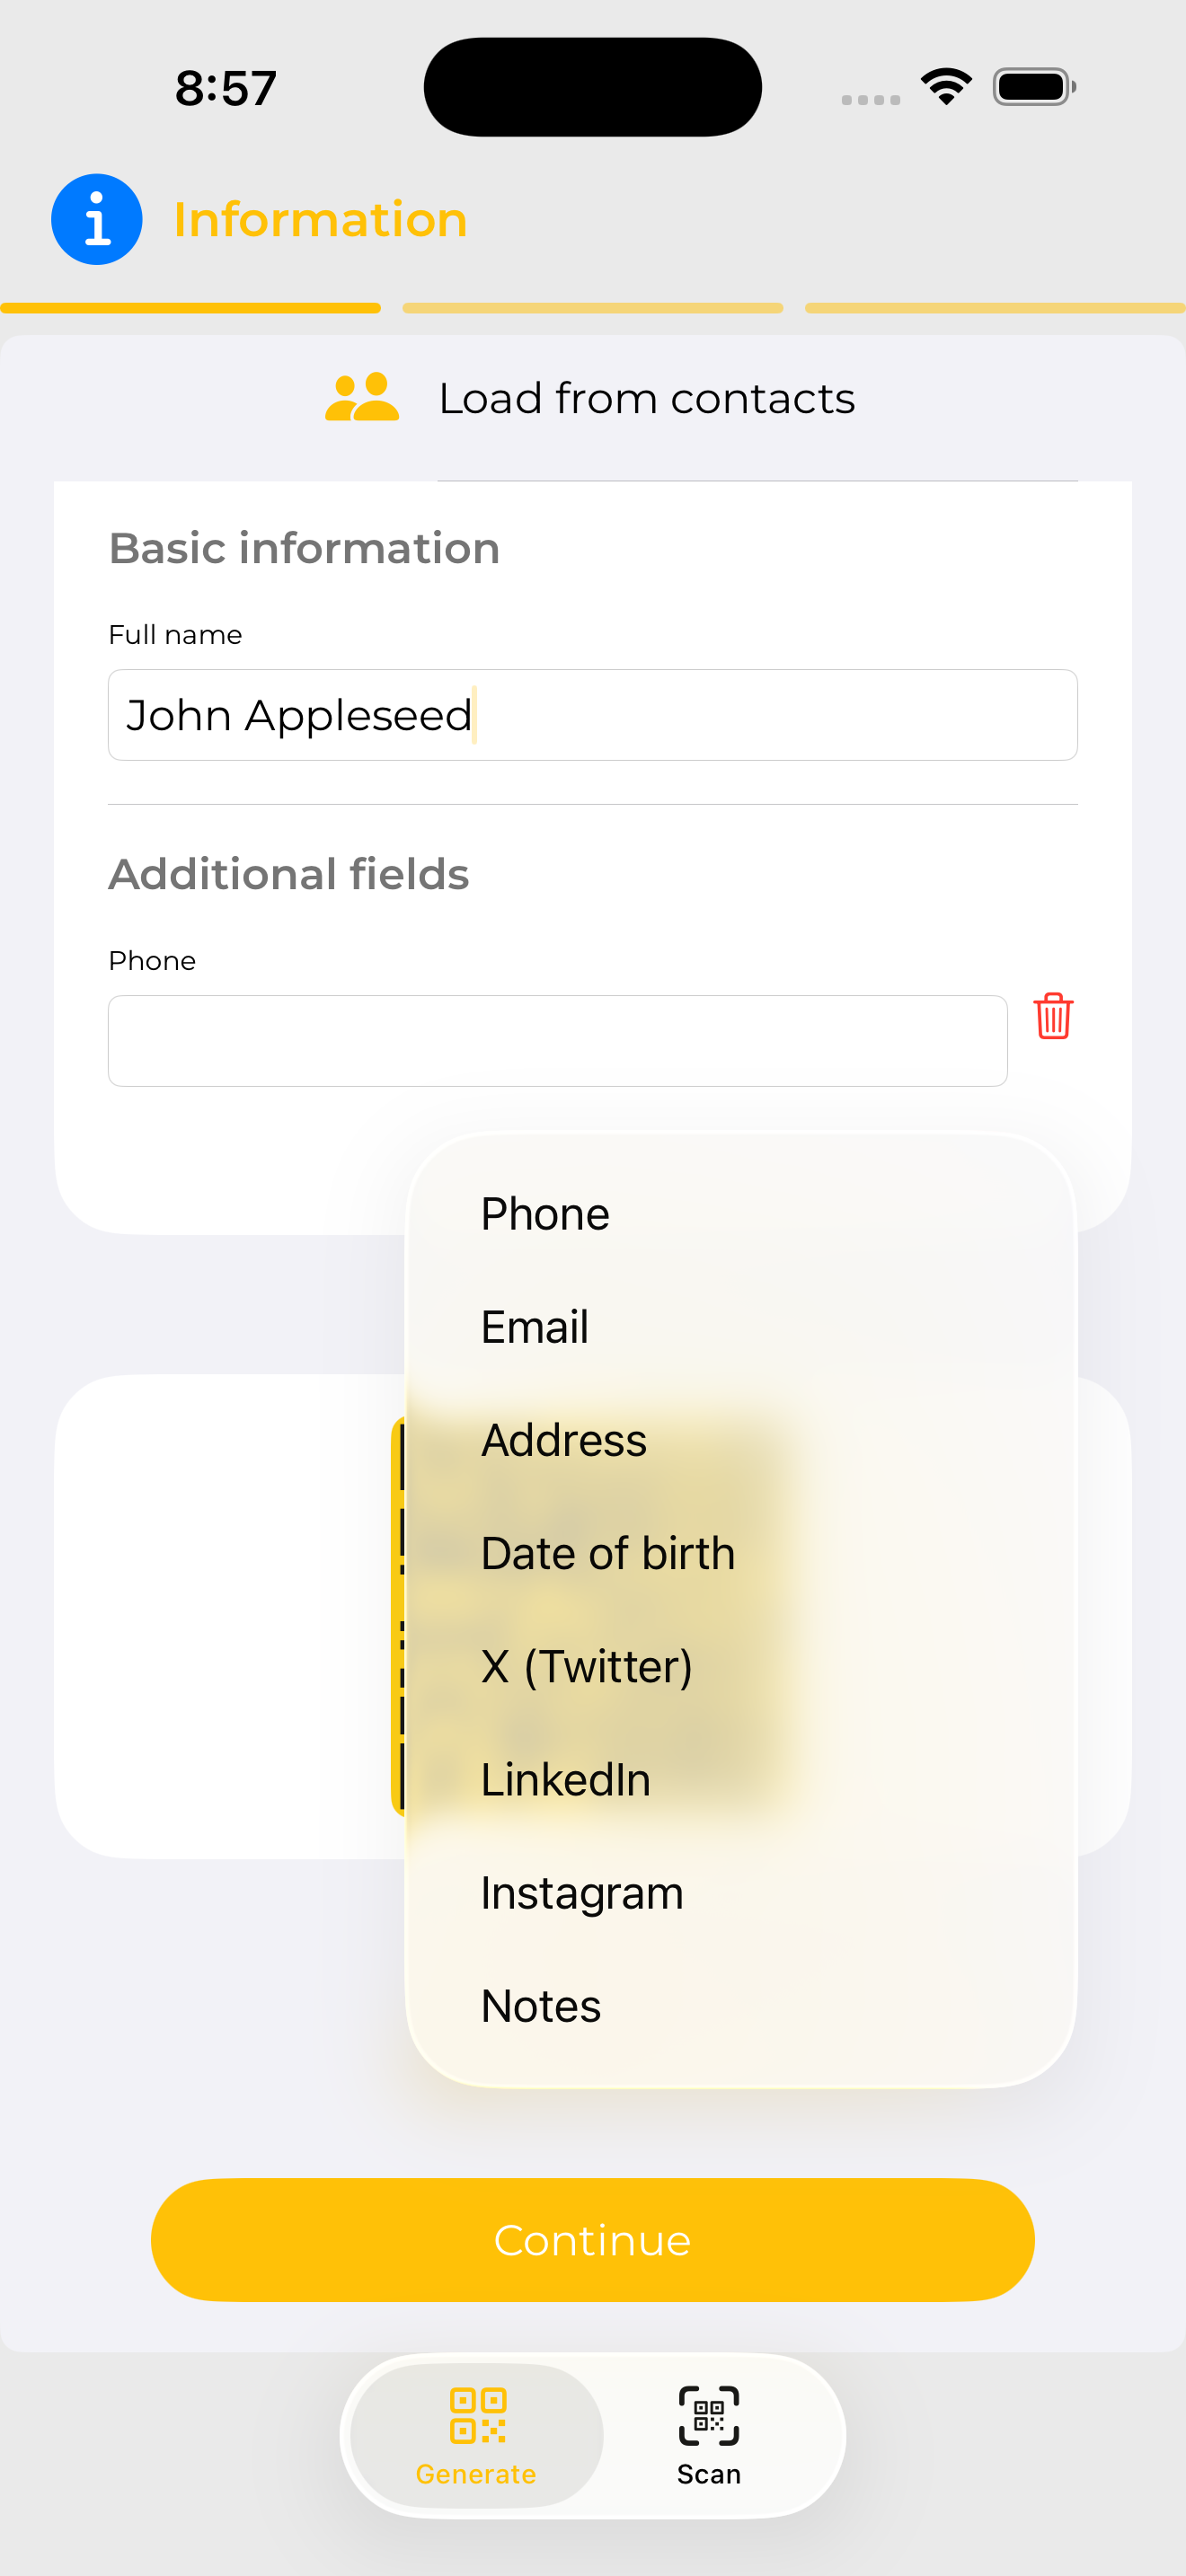 8:57
Information
Load from contacts
Basic information
Full name
John Appleseed
Additional fields
Phone
Phone
Email
Address
Date of birth
X (Twitter)
LinkedIn
Instagram
Notes
Continue
Generate
Scan